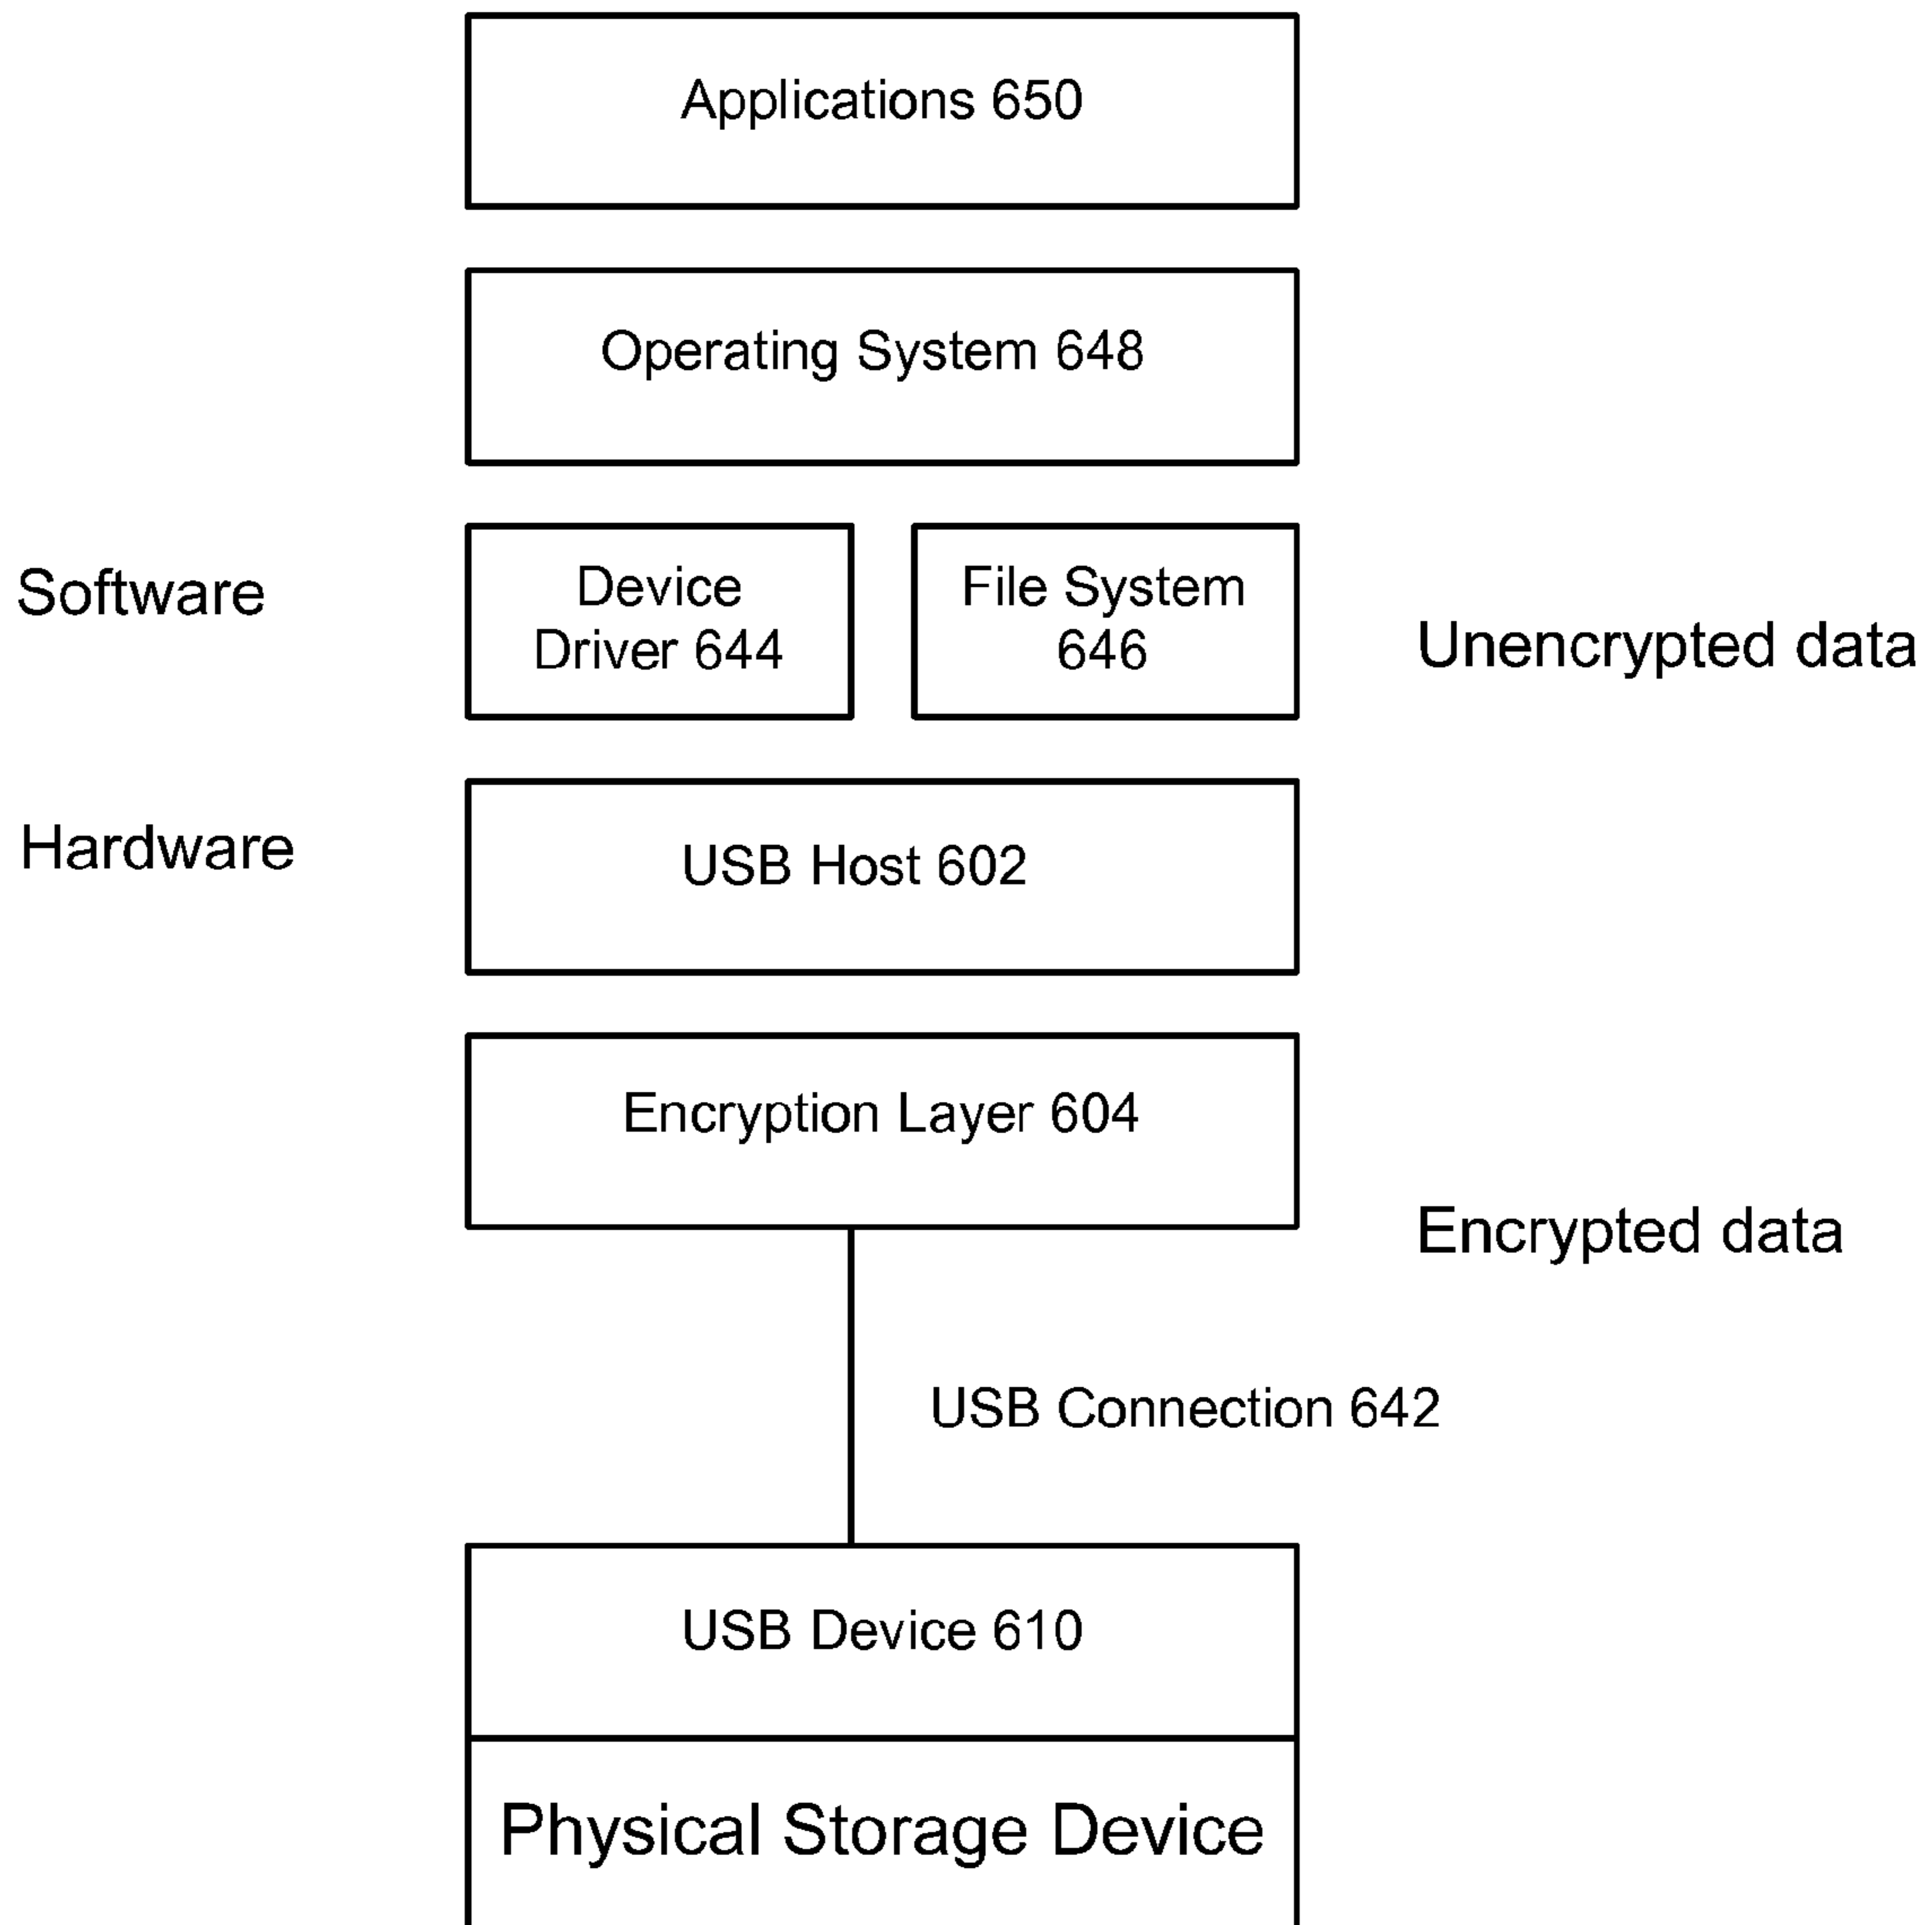 Applications 650
Operating System 648
Software
Device
Driver 644
File System
646
Unencrypted data
Hardware
USB Host 602
Encryption Layer 604
Encrypted data
USB Connection 642
USB Device 610
Physical Storage Device